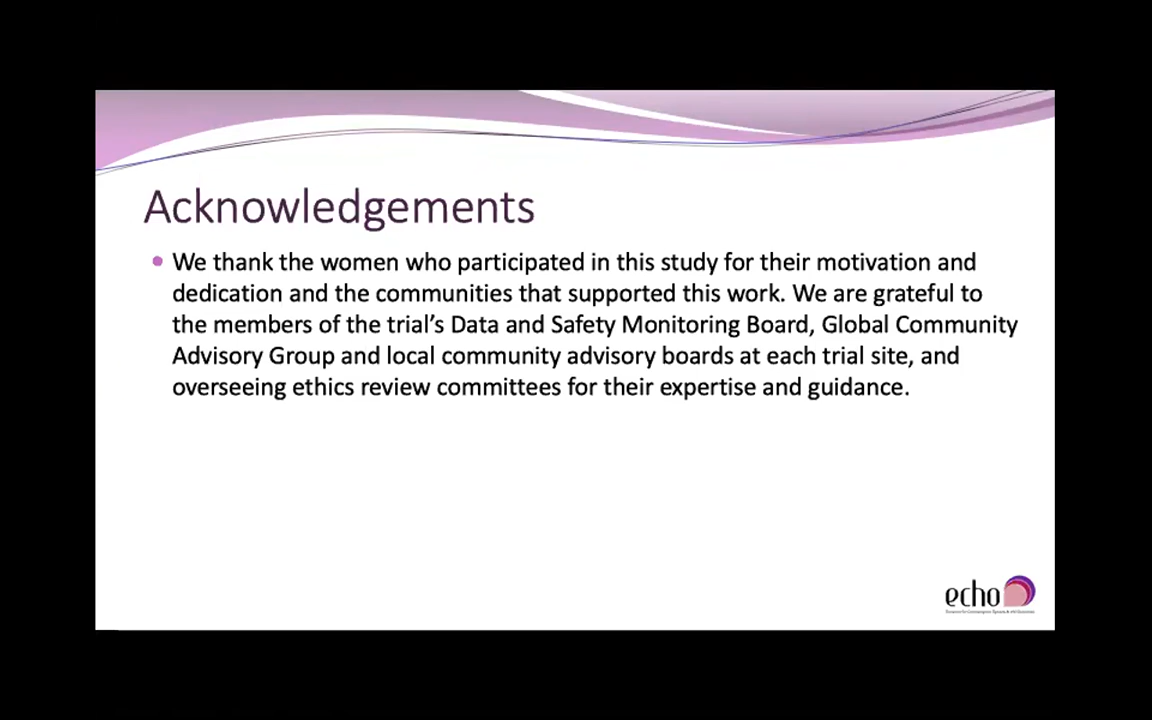 Acknowledgements
• We thank the women who participated in this study for their motivation and
dedication and the communities that supported this work. We are grateful to
the members of the trial’s Data and Safety Monitoring Board, Global Community
Advisory Group and local community advisory boards at each trial site, and
overseeing ethics review committees for their expertise and guidance.
echo